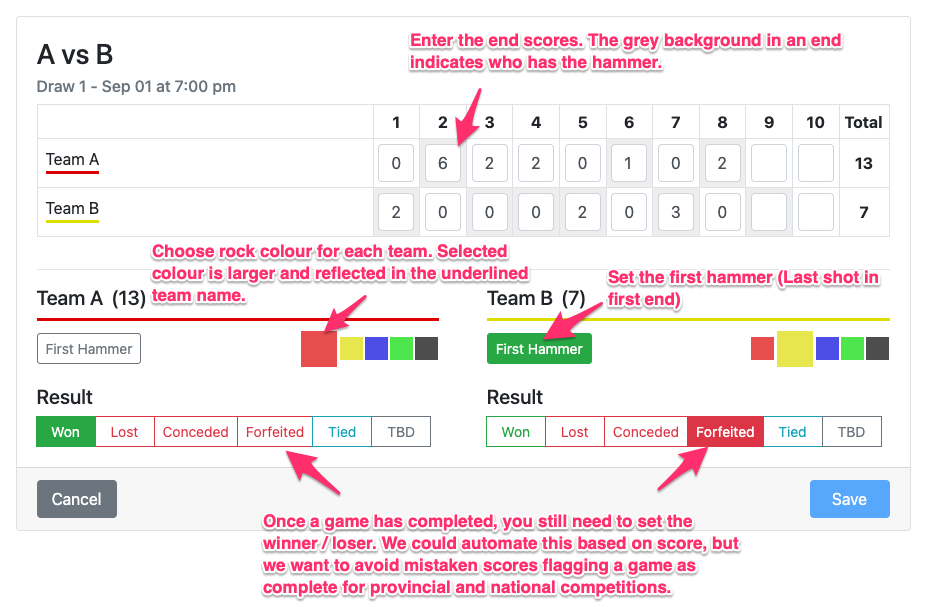 Enter the end scores. The grey background in an end
indicates who has the hammer.
A vs B
Draw 1 - Sep 01 at 7:00 pm
1 2 3 4 5 6 7 8 9 10 Total
Team A 0 6 2 2 0 1 0 2 13
Team B 2 0 0 0 2 0 3 0 7
Choose rock colour for each team. Selected
colour is larger and reflected in the underlined
team name.
Set the first hammer (Last shot in
first end)
Team A (13)
First Hammer
Result
Won Lost Conceded Forfeited Tied TBD
Team B (7)
First Hammer
Result
Won Lost Conceded Forfeited Tied TBD
Cancel Save
Once a game has completed, you still need to set the
winner / loser. We could automate this based on score, but
we want to avoid mistaken scores flagging a game as
complete for provincial and national competitions.